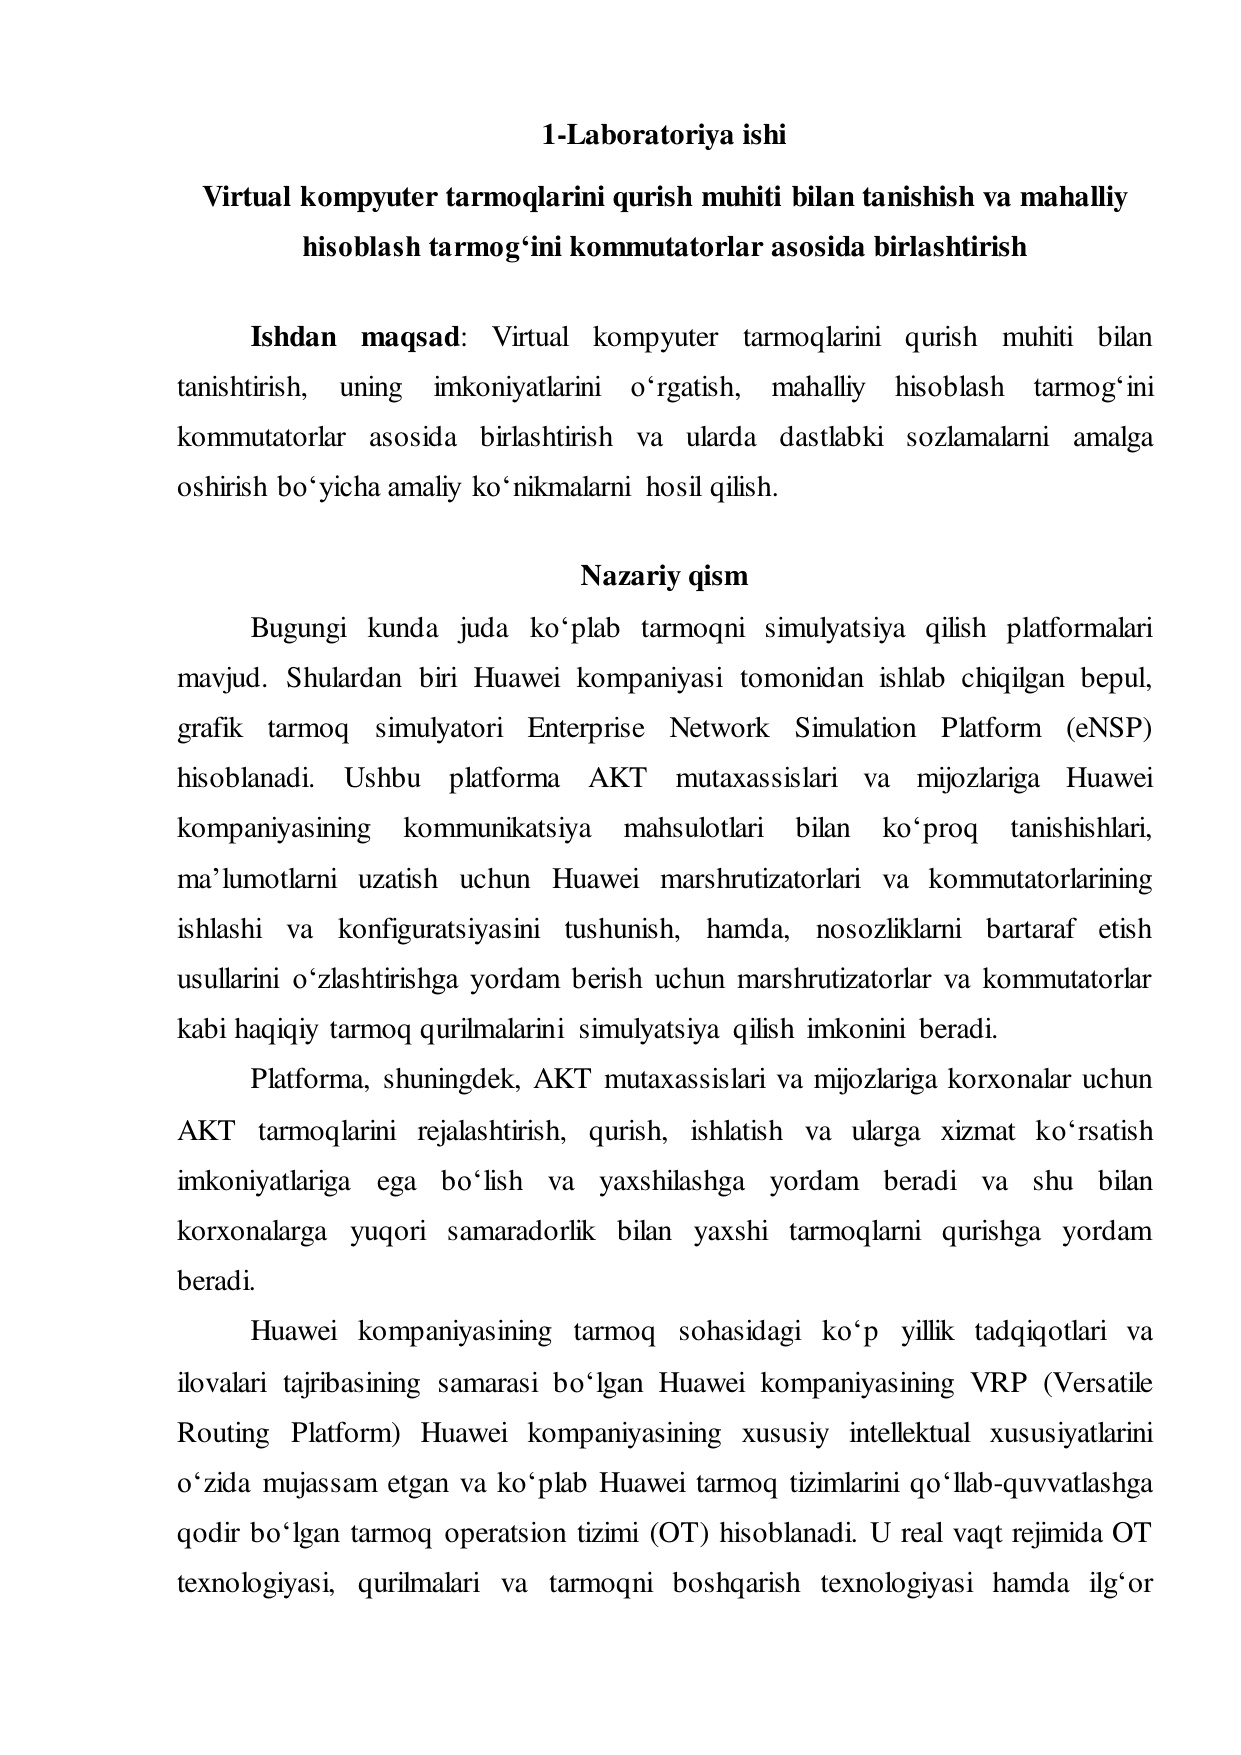 1-Laboratoriya ishi
Virtual kompyuter tarmoqlarini qurish muhiti bilan tanishish va mahalliy
hisoblash tarmog‘ini kommutatorlar asosida birlashtirish
Ishdan maqsad: Virtual kompyuter tarmoqlarini qurish muhiti bilan
tanishtirish, uning imkoniyatlarini o‘rgatish, mahalliy hisoblash tarmog‘ini
kommutatorlar asosida birlashtirish va ularda dastlabki sozlamalarni amalga
oshirish bo‘yicha amaliy ko‘nikmalarni hosil qilish.
Nazariy qism
Bugungi kunda juda ko‘plab tarmoqni simulyatsiya qilish platformalari
mavjud. Shulardan biri Huawei kompaniyasi tomonidan ishlab chiqilgan bepul,
grafik tarmoq simulyatori Enterprise Network Simulation Platform (eNSP)
hisoblanadi. Ushbu platforma AKT mutaxassislari va mijozlariga Huawei
kompaniyasining kommunikatsiya mahsulotlari bilan ko‘proq tanishishlari,
ma’lumotlarni uzatish uchun Huawei marshrutizatorlari va kommutatorlarining
ishlashi va konfiguratsiyasini tushunish, hamda, nosozliklarni bartaraf etish
usullarini o‘zlashtirishga yordam berish uchun marshrutizatorlar va kommutatorlar
kabi haqiqiy tarmoq qurilmalarini simulyatsiya qilish imkonini beradi.
Platforma, shuningdek, AKT mutaxassislari va mijozlariga korxonalar uchun
AKT tarmoqlarini rejalashtirish, qurish, ishlatish va ularga xizmat ko‘rsatish
imkoniyatlariga ega bo‘lish va yaxshilashga yordam beradi va shu bilan
korxonalarga yuqori samaradorlik bilan yaxshi tarmoqlarni qurishga yordam
beradi.
Huawei kompaniyasining tarmoq sohasidagi ko‘p yillik tadqiqotlari va
ilovalari tajribasining samarasi bo‘lgan Huawei kompaniyasining VRP (Versatile
Routing Platform) Huawei kompaniyasining xususiy intellektual xususiyatlarini
o‘zida mujassam etgan va ko‘plab Huawei tarmoq tizimlarini qo‘llab-quvvatlashga
qodir bo‘lgan tarmoq operatsion tizimi (OT) hisoblanadi. U real vaqt rejimida OT
texnologiyasi, qurilmalari va tarmoqni boshqarish texnologiyasi hamda ilg‘or